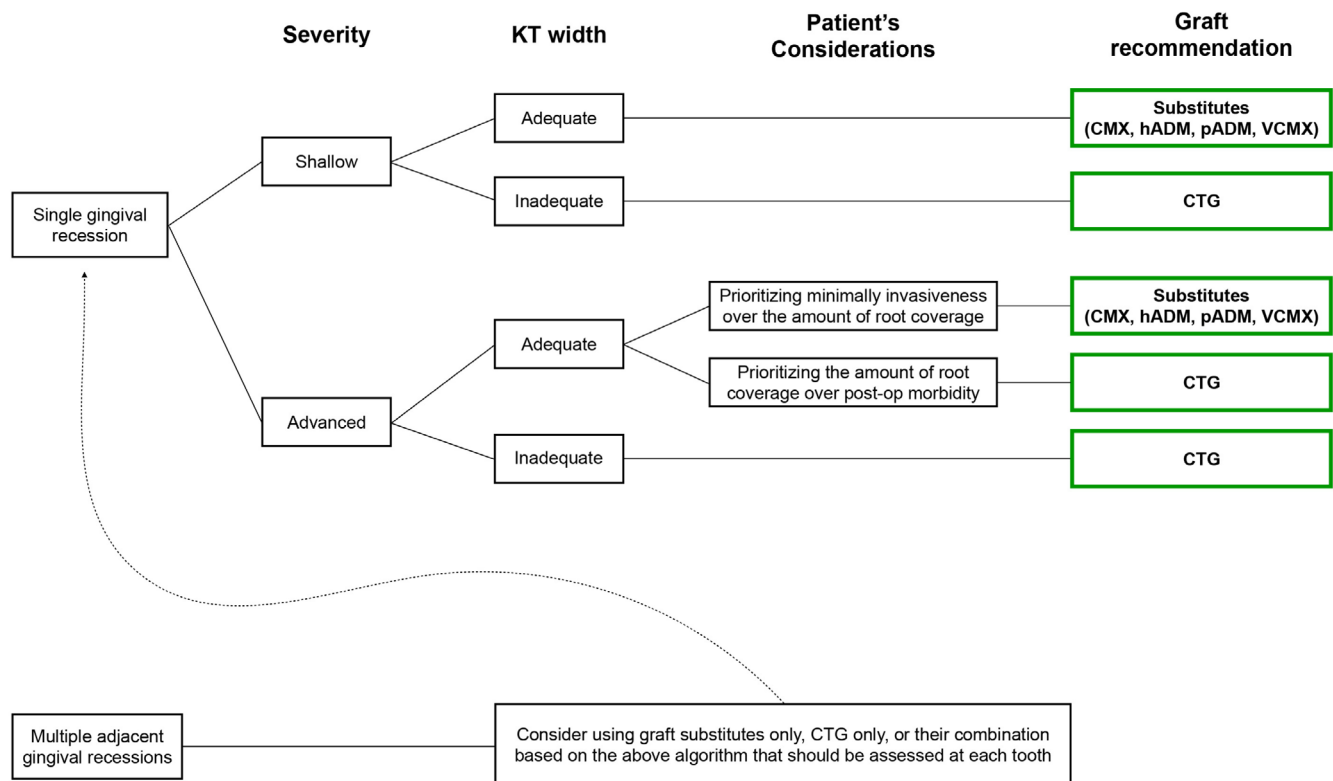 Severity
KT width
Patient's
Considerations
Graft
recommendation
Single gingival
recession
Shallow
Adequate
Substitutes
(CMX, hADM, pADM, VCMX)
Inadequate
CTG
Advanced
Adequate
Prioritizing minimally invasiveness
over the amount of root coverage
Substitutes
(CMX, hADM, pADM, VCMX)
Prioritizing the amount of root
coverage over post-op morbidity
CTG
Inadequate
CTG
Multiple adjacent
gingival recessions
Consider using graft substitutes only, CTG only, or their combination
based on the above algorithm that should be assessed at each tooth